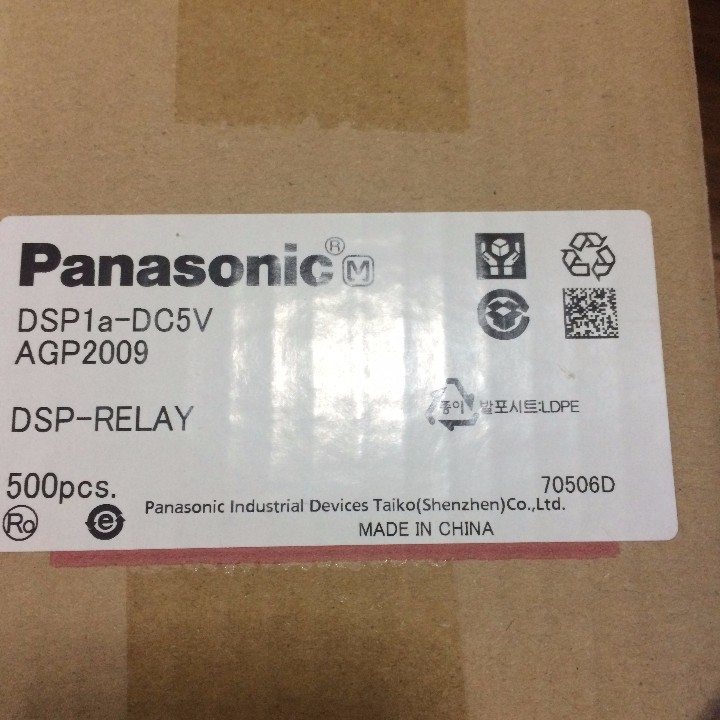 Panasonic® M
DSP1a-DC5V
AGP2009
DSP-RELAY
종이 발포시트:LDPE
500pcs.
70506D
Ro e
Panasonic Industrial Devices Taiko(Shenzhen)Co.,Ltd.
MADE IN CHINA